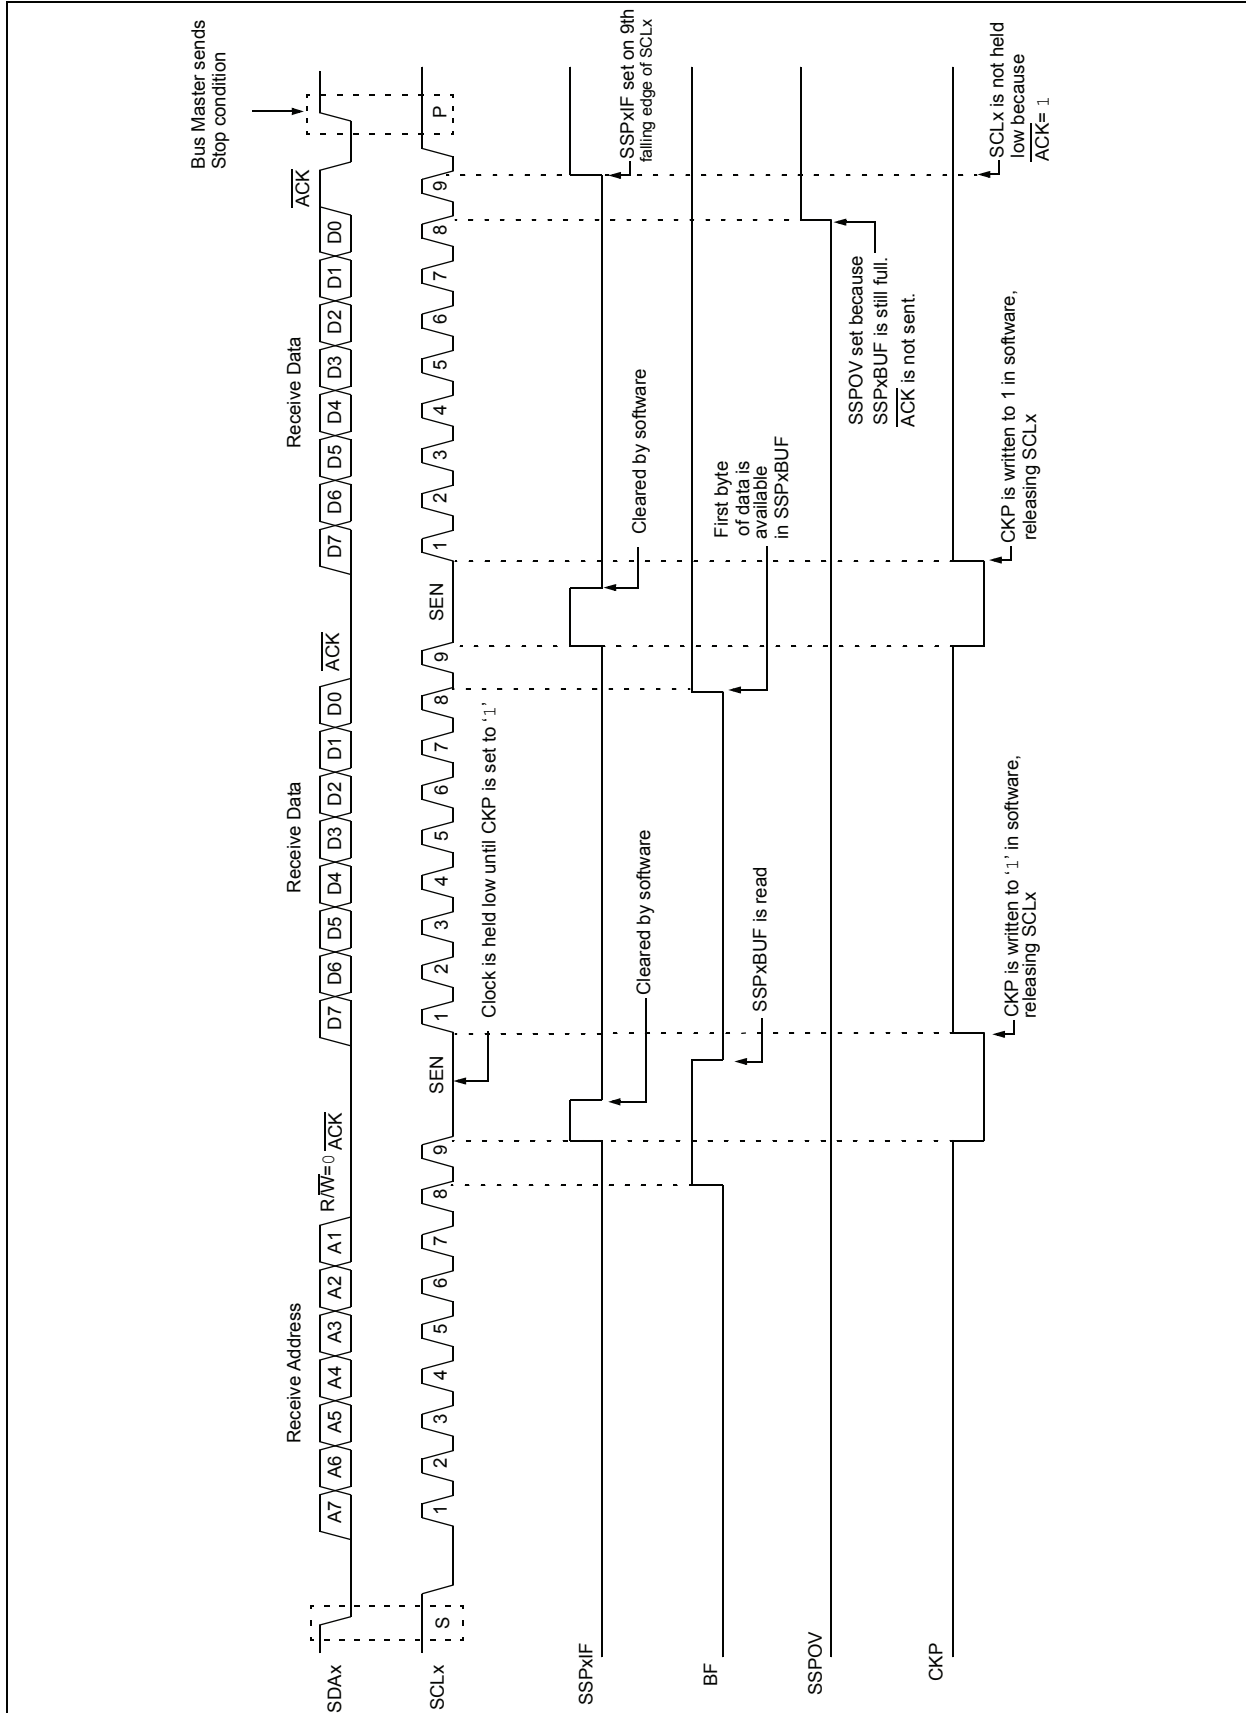 Bus Master sends
Stop condition
Receive Address
Receive Data
Receive Data
R/W=0
ACK
ACK
ACK
SDAx
A7
A6
A5
A4
A3
A2
A1
D7
D6
D5
D4
D3
D2
D1
D0
D7
D6
D5
D4
D3
D2
D1
D0
SCLx
S
1
2
3
4
5
6
7
8
9
SEN
1
2
3
4
5
6
7
8
9
SEN
1
2
3
4
5
6
7
8
9
P
Clock is held low until CKP is set to ‘1’
SSPxIF
Cleared by software
Cleared by software
SSPxIF set on 9th
falling edge of SCLx
BF
SSPxBUF is read
First byte
of data is
available
in SSPxBUF
SSPOV
SSPOV set because
SSPxBUF is still full.
ACK is not sent.
CKP
CKP is written to ‘1’ in software,
releasing SCLx
CKP is written to 1 in software,
releasing SCLx
SCLx is not held
low because
ACK= 1